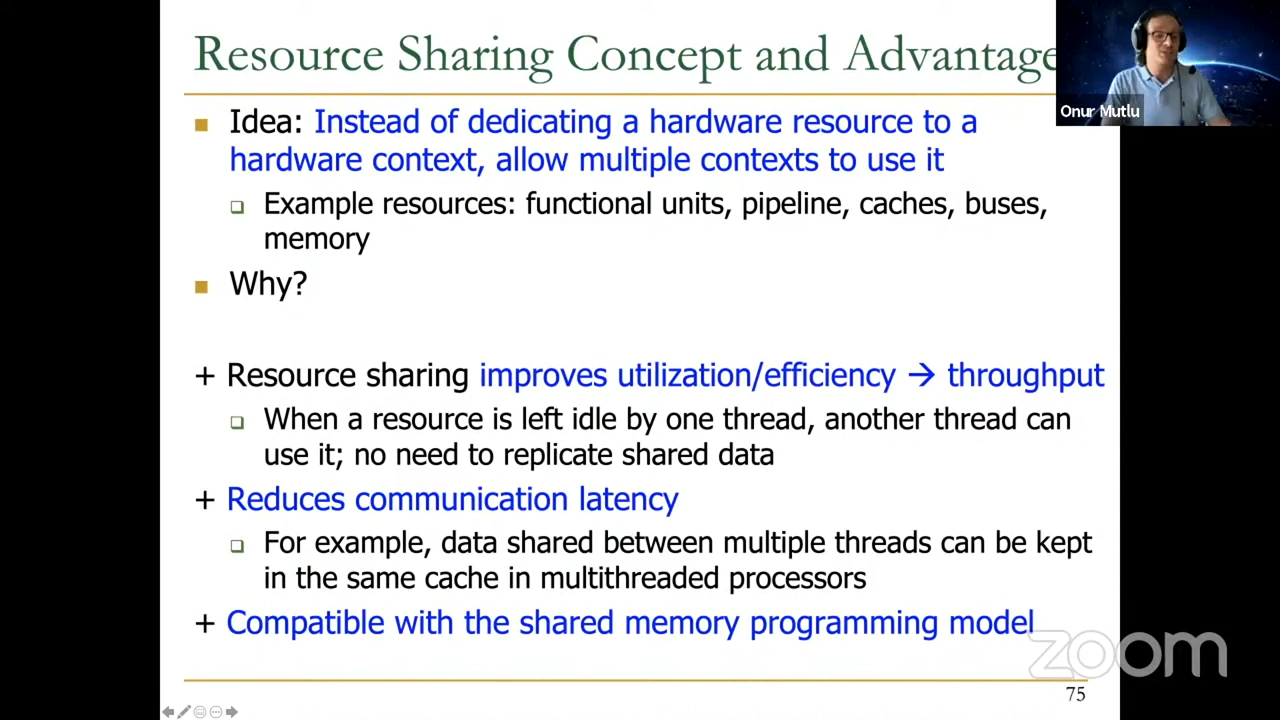 Resource Sharing Concept and Advantage
Onur Mutlu
Idea: Instead of dedicating a hardware resource to a
hardware context, allow multiple contexts to use it
Example resources: functional units, pipeline, caches, buses,
memory
Why?
+ Resource sharing improves utilization/efficiency → throughput
When a resource is left idle by one thread, another thread can
use it; no need to replicate shared data
+ Reduces communication latency
For example, data shared between multiple threads can be kept
in the same cache in multithreaded processors
+ Compatible with the shared memory programming model
zoom
75